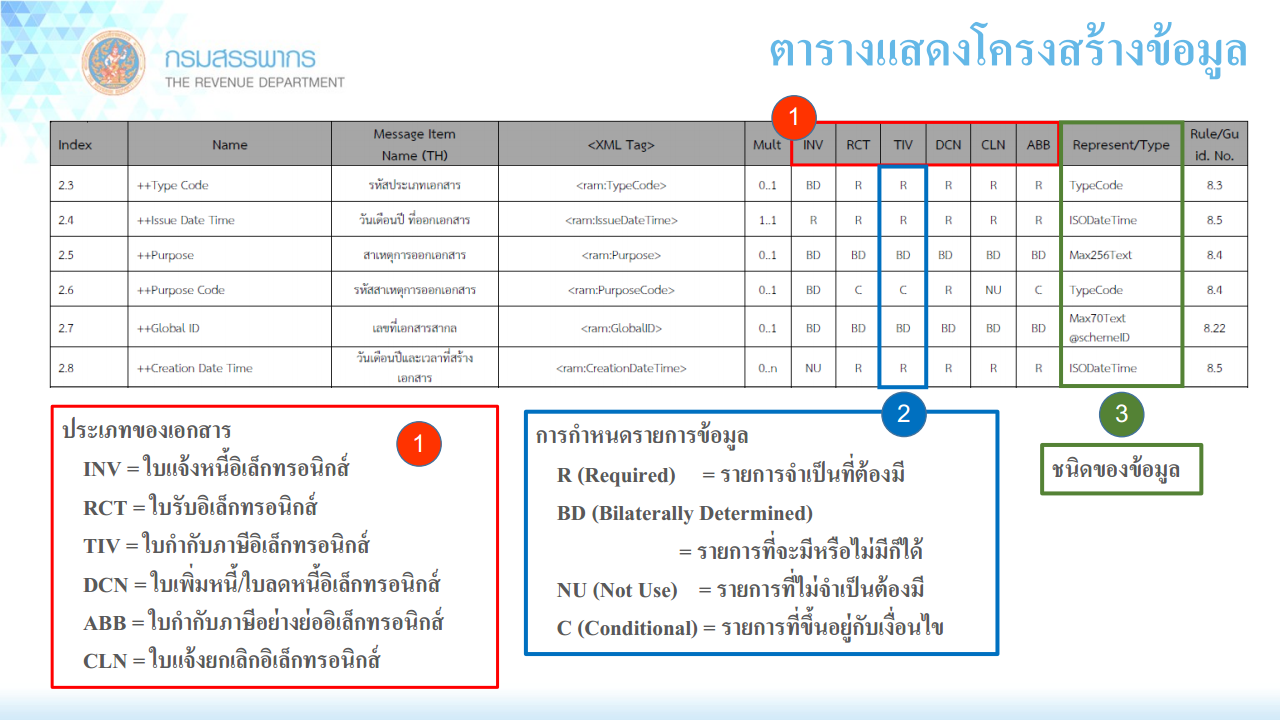 กรมสรรพากร
THE REVENUE DEPARTMENT
ตารางแสดงโครงสร้างข้อมูล
1
Index Name Message Item Name (TH) <XML Tag> Mult INV RCT TIV DCN CLN ABB Represent/Type Rule/Gu id. No.
2.3 ++Type Code รหัสประเภทเอกสาร <ram:TypeCode> 0..1 BD R R R R R TypeCode 8.3
2.4 ++Issue Date Time วันเดือนปี ที่ออกเอกสาร <ram:IssueDateTime> 1..1 R R R R R R ISODateTime 8.5
2.5 ++Purpose สาเหตุการออกเอกสาร <ram:Purpose> 0..1 BD BD BD BD BD BD Max256Text 8.4
2.6 ++Purpose Code รหัสสาเหตุการออกเอกสาร <ram:PurposeCode> 0..1 BD C C R NU C TypeCode 8.4
2.7 ++Global ID เลขที่เอกสารสากล <ram:GlobalID> 0..1 BD BD BD BD BD BD Max70Text @schemeID 8.22
2.8 ++Creation Date Time วันเดือนปีและเวลาที่สร้างเอกสาร <ram:CreationDateTime> 0..n NU R R R R R ISODateTime 8.5
ประเภทของเอกสาร
1
INV = ใบแจ้งหนี้อิเล็กทรอนิกส์
RCT = ใบรับอิเล็กทรอนิกส์
TIV = ใบกำกับภาษีอิเล็กทรอนิกส์
DCN = ใบเพิ่มหนี้/ใบลดหนี้อิเล็กทรอนิกส์
ABB = ใบกำกับภาษีอย่างย่ออิเล็กทรอนิกส์
CLN = ใบแจ้งยกเลิกอิเล็กทรอนิกส์
2
การกำหนดรายการข้อมูล
R (Required) = รายการจำเป็นที่ต้องมี
BD (Bilaterally Determined)
= รายการที่จะมีหรือไม่มีก็ได้
NU (Not Use) = รายการที่ไม่จำเป็นต้องมี
C (Conditional) = รายการที่ขึ้นอยู่กับเงื่อนไข
3
ชนิดของข้อมูล